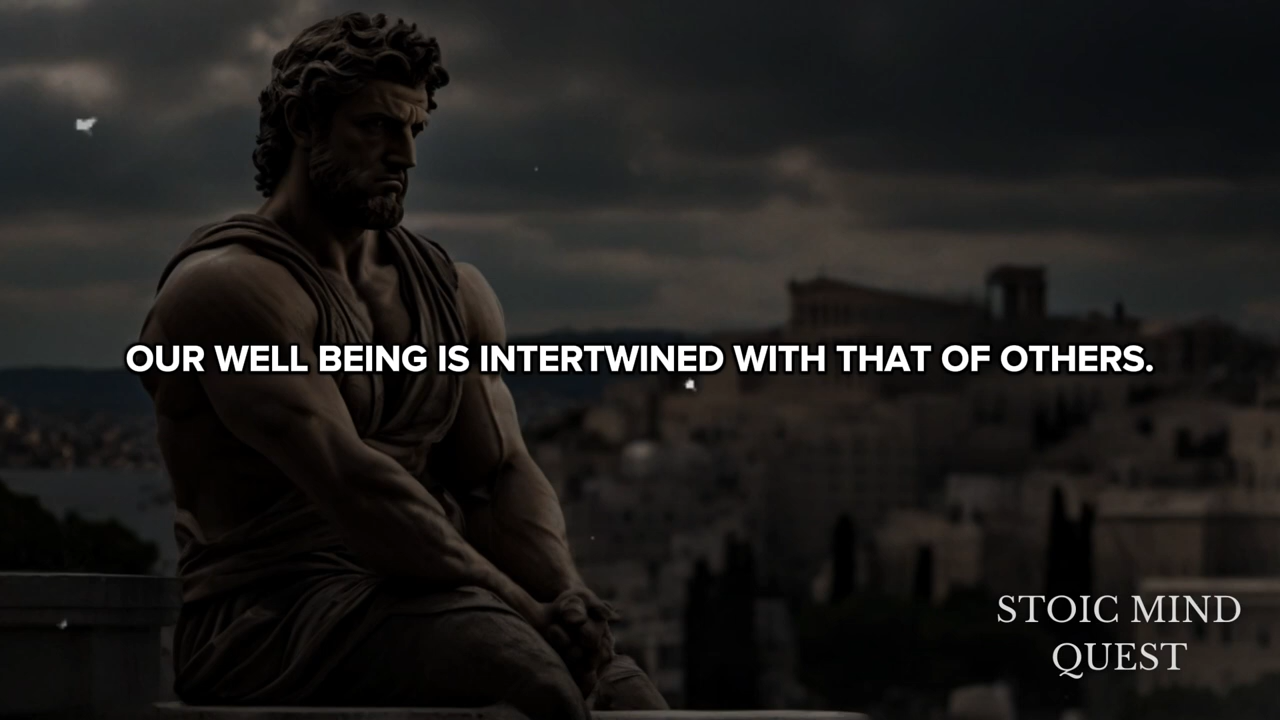 OUR WELL BEING IS INTERTWINED WITH THAT OF OTHERS.
STOIC MIND
QUEST